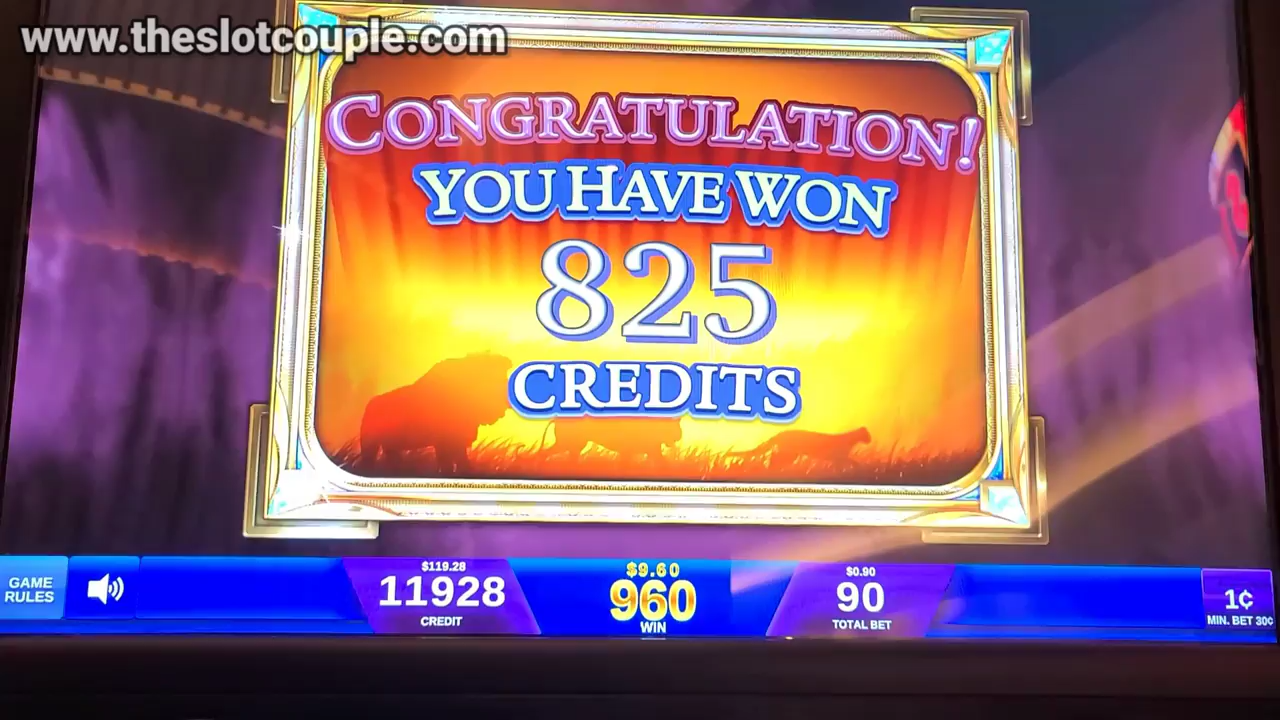 www.theslotcouple.com
CONGRATULATION!
YOU HAVE WON
825
CREDITS
GAME
RULES
$119.28
11928
CREDIT
$9.60
960
WIN
$0.90
90
TOTAL BET
1¢
MIN. BET 30¢